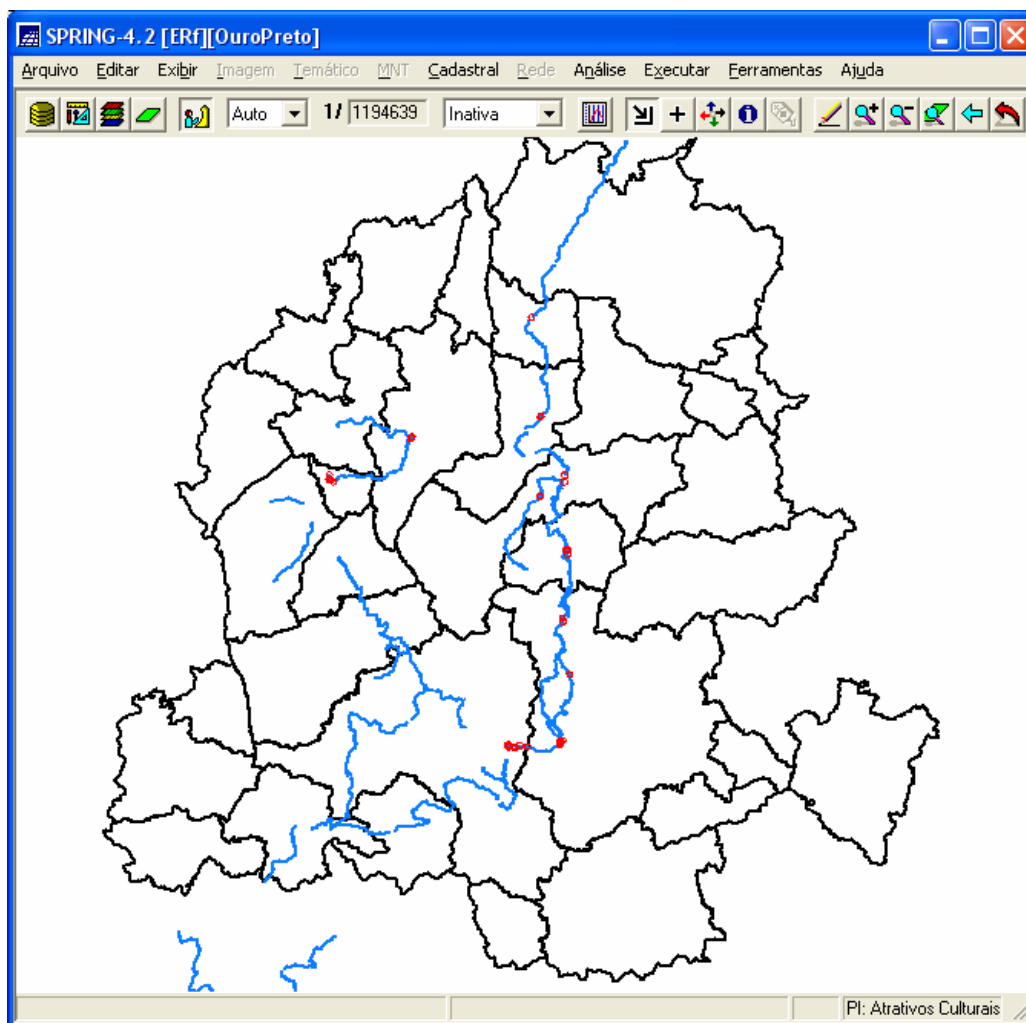 SPRING-4.2 [ERf][OuroPreto]
Arquivo Editar Exibir Imagem Temático MNT Cadastral Rede Análise Executar Ferramentas Ajuda
Auto 1/ 1194639 Inativa
PI: Atrativos Culturais